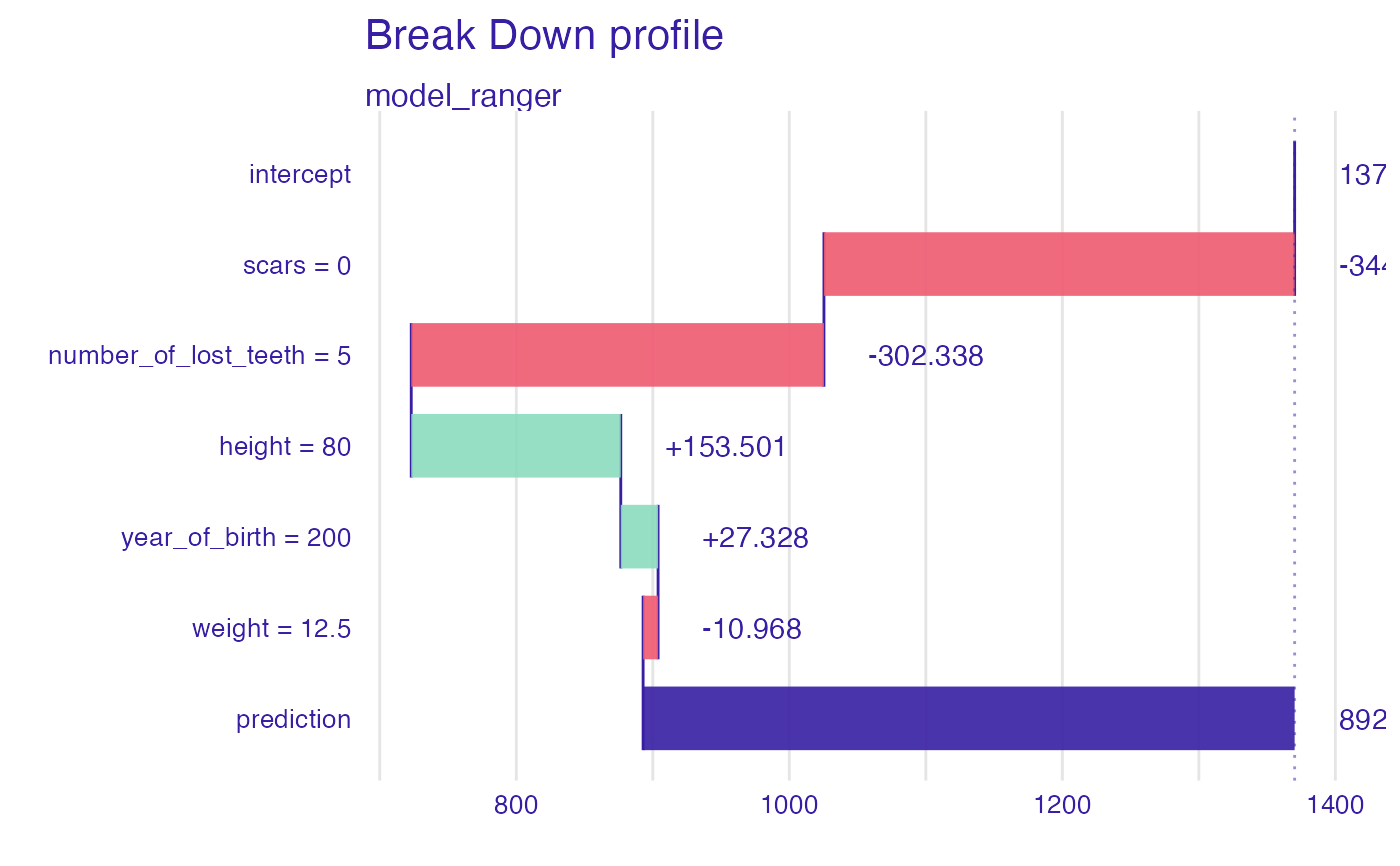 Break Down profile
model_ranger
intercept 137
scars = 0 -344
number_of_lost_teeth = 5 -302.338
height = 80 +153.501
year_of_birth = 200 +27.328
weight = 12.5 -10.968
prediction 892
800 1000 1200 1400